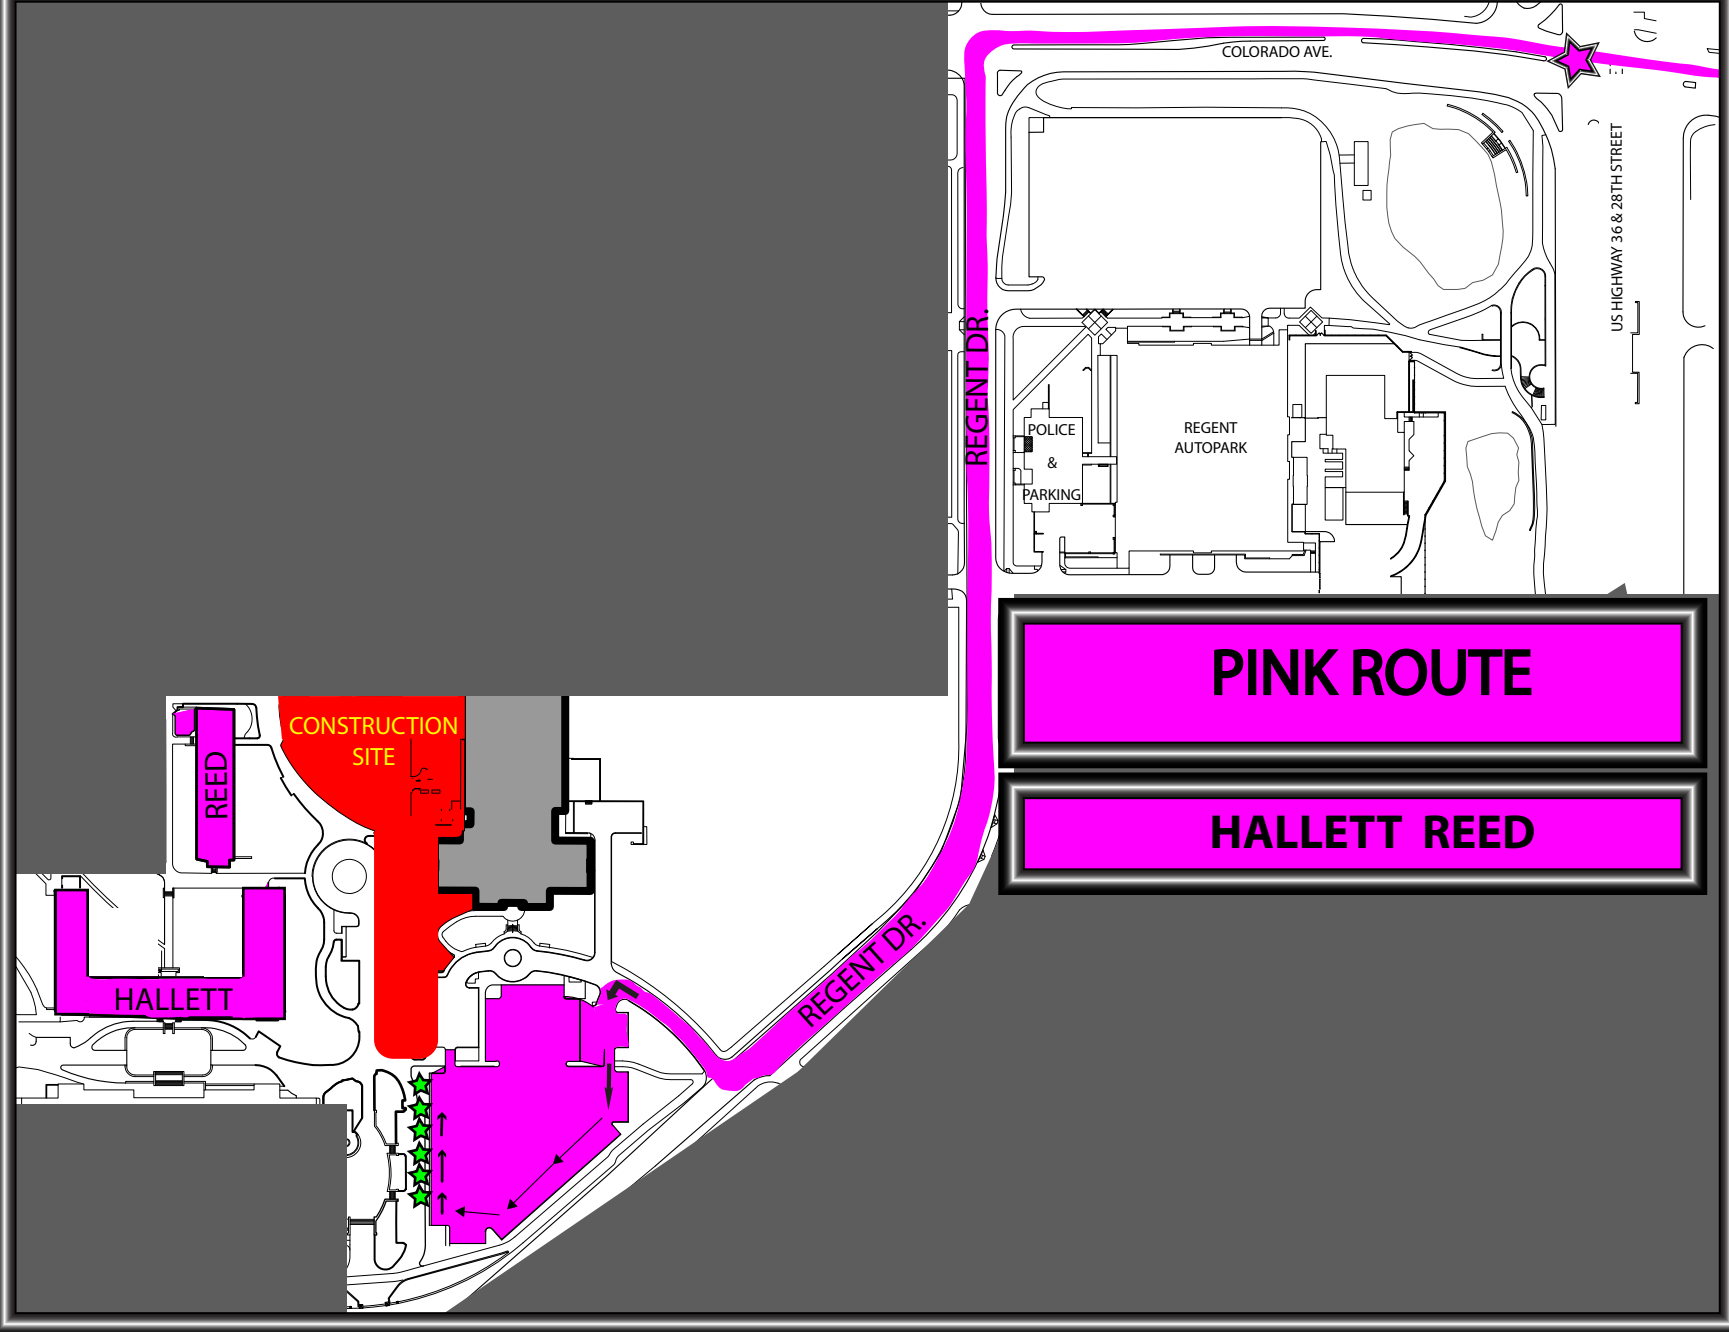 COLORADO AVE.
US HIGHWAY 36 & 28TH STREET
REGENT DR.
POLICE
&
PARKING
REGENT
AUTOPARK
PINK ROUTE
HALLETT REED
CONSTRUCTION
SITE
REED
HALLETT
REGENT DR.